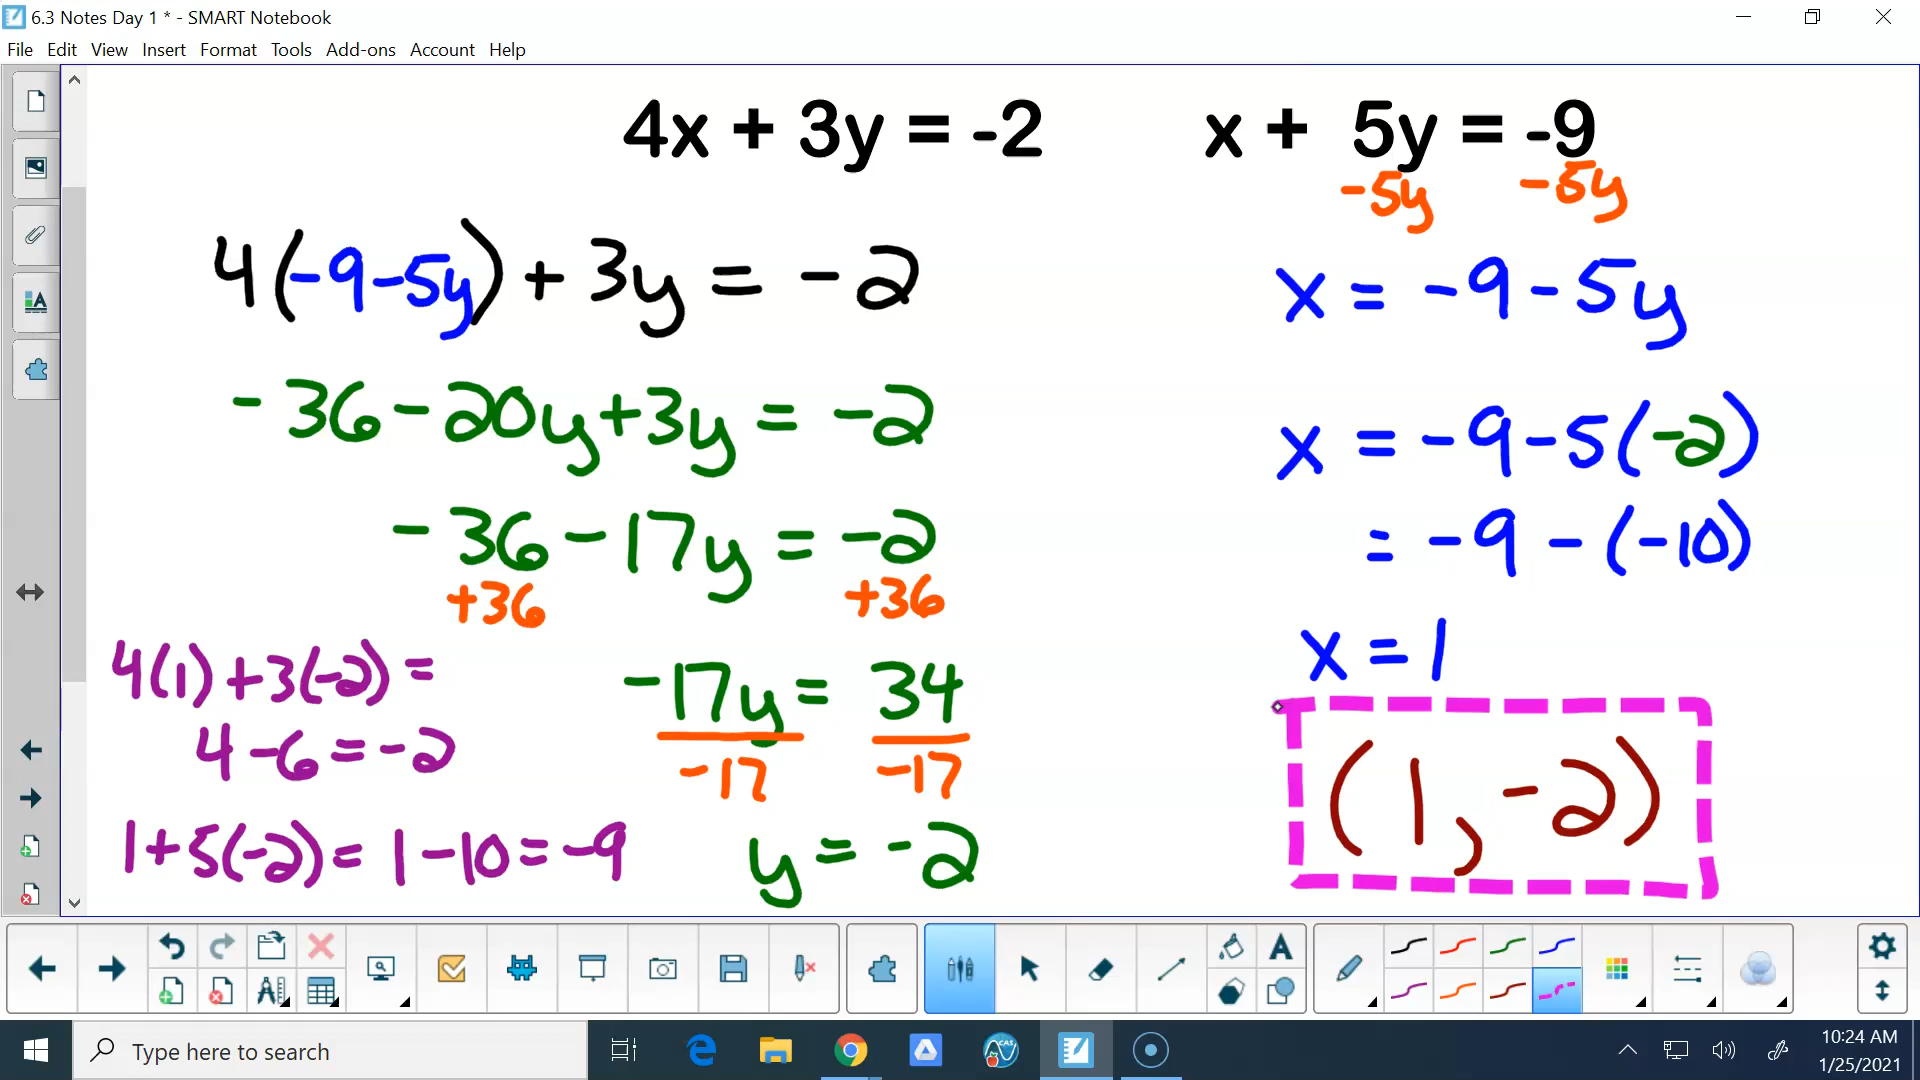 6.3 Notes Day 1 * - SMART Notebook
File Edit View Insert Format Tools Add-ons Account Help
4x + 3y = -2
x + 5y = -9
-5y -5y
4(-9-5y) + 3y = -2
-36-20y+3y = -2
-36-17y = -2
+36 +36
-17y = 34
-17 -17
y = -2
x = -9-5y
x = -9-5(-2)
= -9-(-10)
x = 1
(1,-2)
4(1)+3(-2)=
4-6=-2
1+5(-2)= 1-10=-9
A
Type here to search
CAS
10:24 AM
1/25/2021